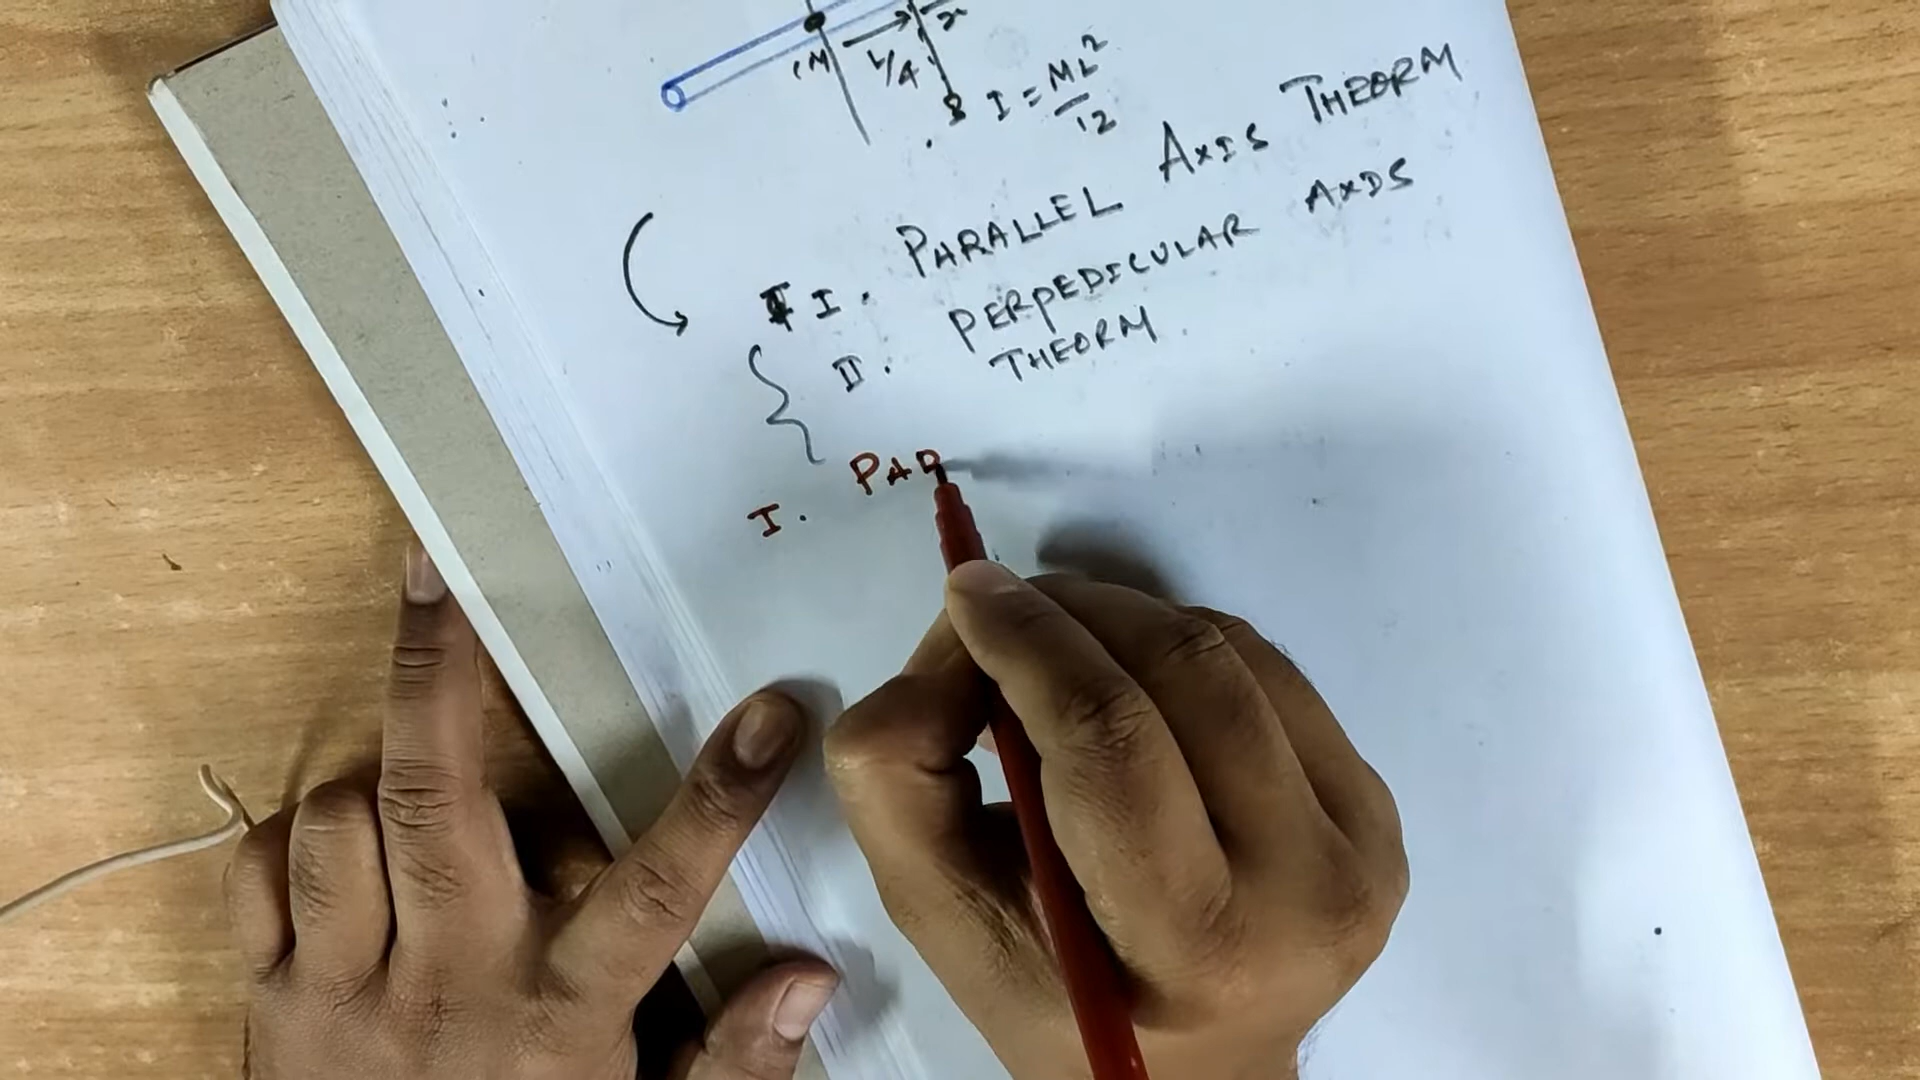 CM L/4 x
B I = ML²/12
I. PARALLEL AXIS THEORM
II. PERPEDICULAR AXIS
THEORM.
I. PAR